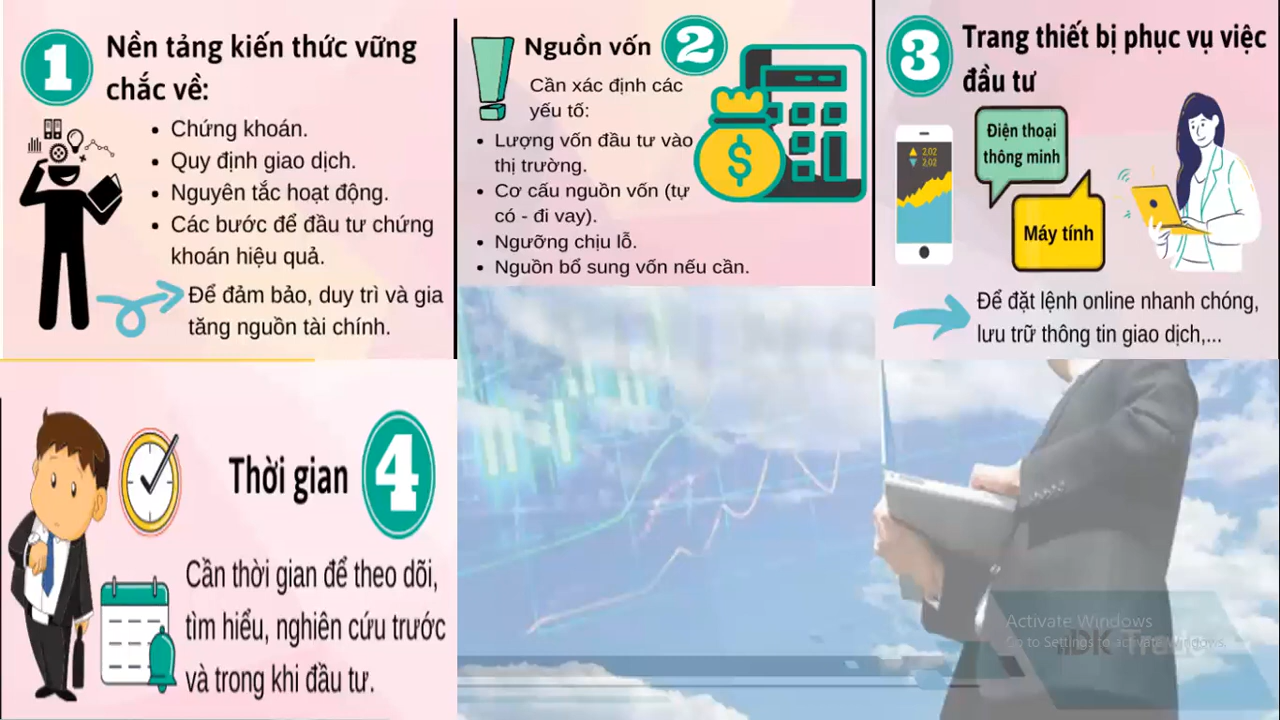 1
Nền tảng kiến thức vững
chắc về:
• Chứng khoán.
• Quy định giao dịch.
• Nguyên tắc hoạt động.
• Các bước để đầu tư chứng
khoán hiệu quả.
Để đảm bảo, duy trì và gia
tăng nguồn tài chính.
Nguồn vốn 2
Cần xác định các
yếu tố:
• Lượng vốn đầu tư vào
thị trường.
• Cơ cấu nguồn vốn (tự
có - đi vay).
• Ngưỡng chịu lỗ.
• Nguồn bổ sung vốn nếu cần.
$
3
Trang thiết bị phục vụ việc
đầu tư
2,02
2,02
Điện thoại
thông minh
Máy tính
Để đặt lệnh online nhanh chóng,
lưu trữ thông tin giao dịch,...
Thời gian 4
Cần thời gian để theo dõi,
tìm hiểu, nghiên cứu trước
và trong khi đầu tư.
Activate Windows
Go to Settings to activate Windows.